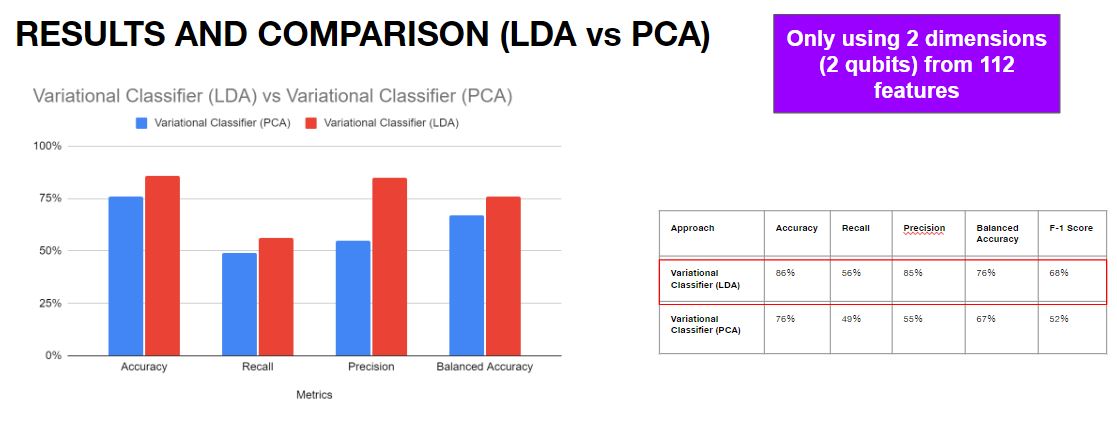 RESULTS AND COMPARISON (LDA vs PCA)
Only using 2 dimensions
(2 qubits) from 112
features
Variational Classifier (LDA) vs Variational Classifier (PCA)
Variational Classifier (PCA) Variational Classifier (LDA)
100%
75%
50%
25%
0%
Accuracy Recall Precision Balanced Accuracy
Metrics
Approach Accuracy Recall Precision Balanced F-1 Score
Accuracy
Variational 86% 56% 85% 76% 68%
Classifier (LDA)
Variational 76% 49% 55% 67% 52%
Classifier (PCA)